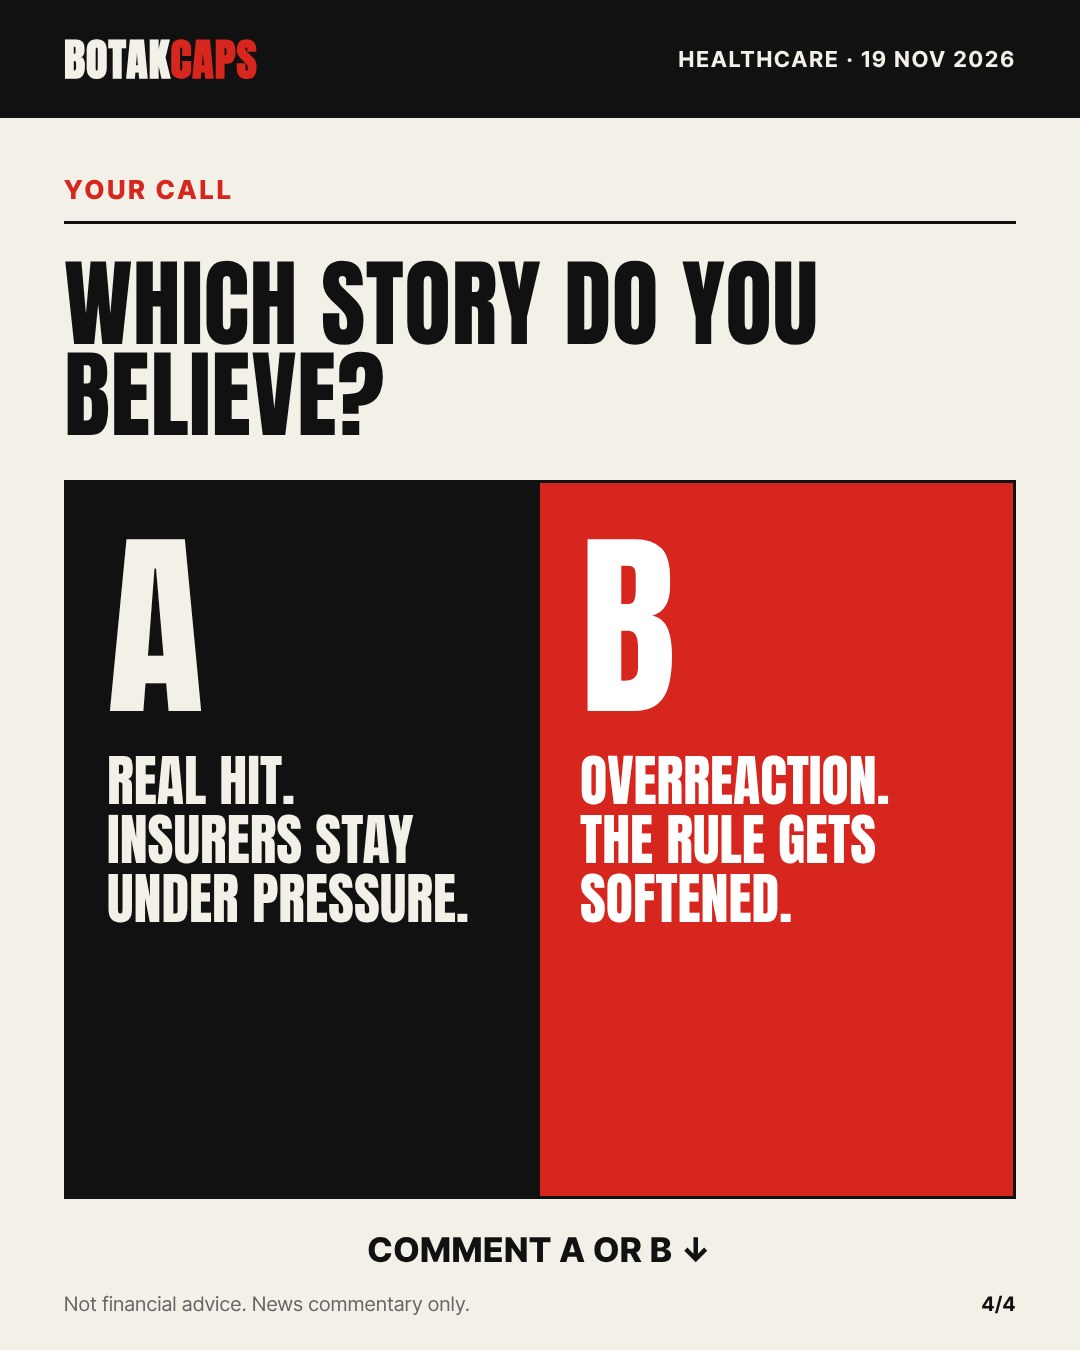 BOTAKCAPS
HEALTHCARE · 19 NOV 2026
YOUR CALL
WHICH STORY DO YOU
BELIEVE?
A
REAL HIT.
INSURERS STAY
UNDER PRESSURE.
B
OVERREACTION.
THE RULE GETS
SOFTENED.
COMMENT A OR B ↓
Not financial advice. News commentary only.
4/4